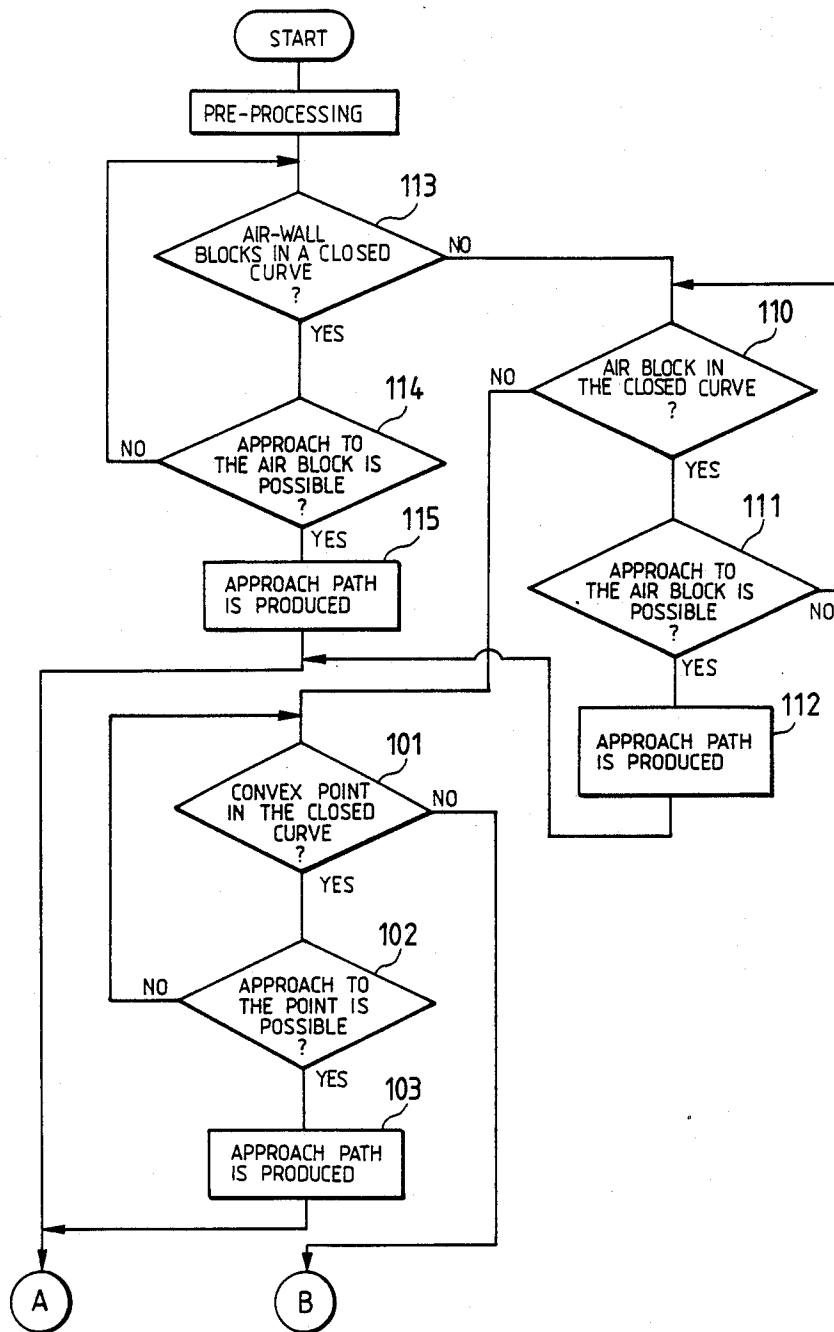 START
PRE-PROCESSING
113
AIR-WALL
BLOCKS IN A CLOSED
CURVE
?
NO
YES
110
AIR BLOCK IN
THE CLOSED CURVE
?
NO
YES
114
APPROACH TO
THE AIR BLOCK IS
POSSIBLE
?
NO
YES
111
APPROACH TO
THE AIR BLOCK IS
POSSIBLE
?
NO
YES
115
APPROACH PATH
IS PRODUCED
112
APPROACH PATH
IS PRODUCED
101
CONVEX POINT
IN THE CLOSED
CURVE
?
NO
YES
102
APPROACH TO
THE POINT IS
POSSIBLE
?
NO
YES
103
APPROACH PATH
IS PRODUCED
A
B